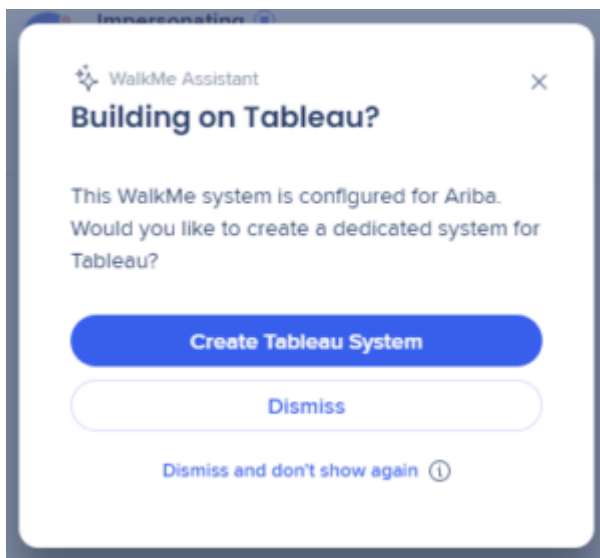 Impersonating
WalkMe Assistant
Building on Tableau?
This WalkMe system is configured for Ariba.
Would you like to create a dedicated system for
Tableau?
Create Tableau System
Dismiss
Dismiss and don't show again